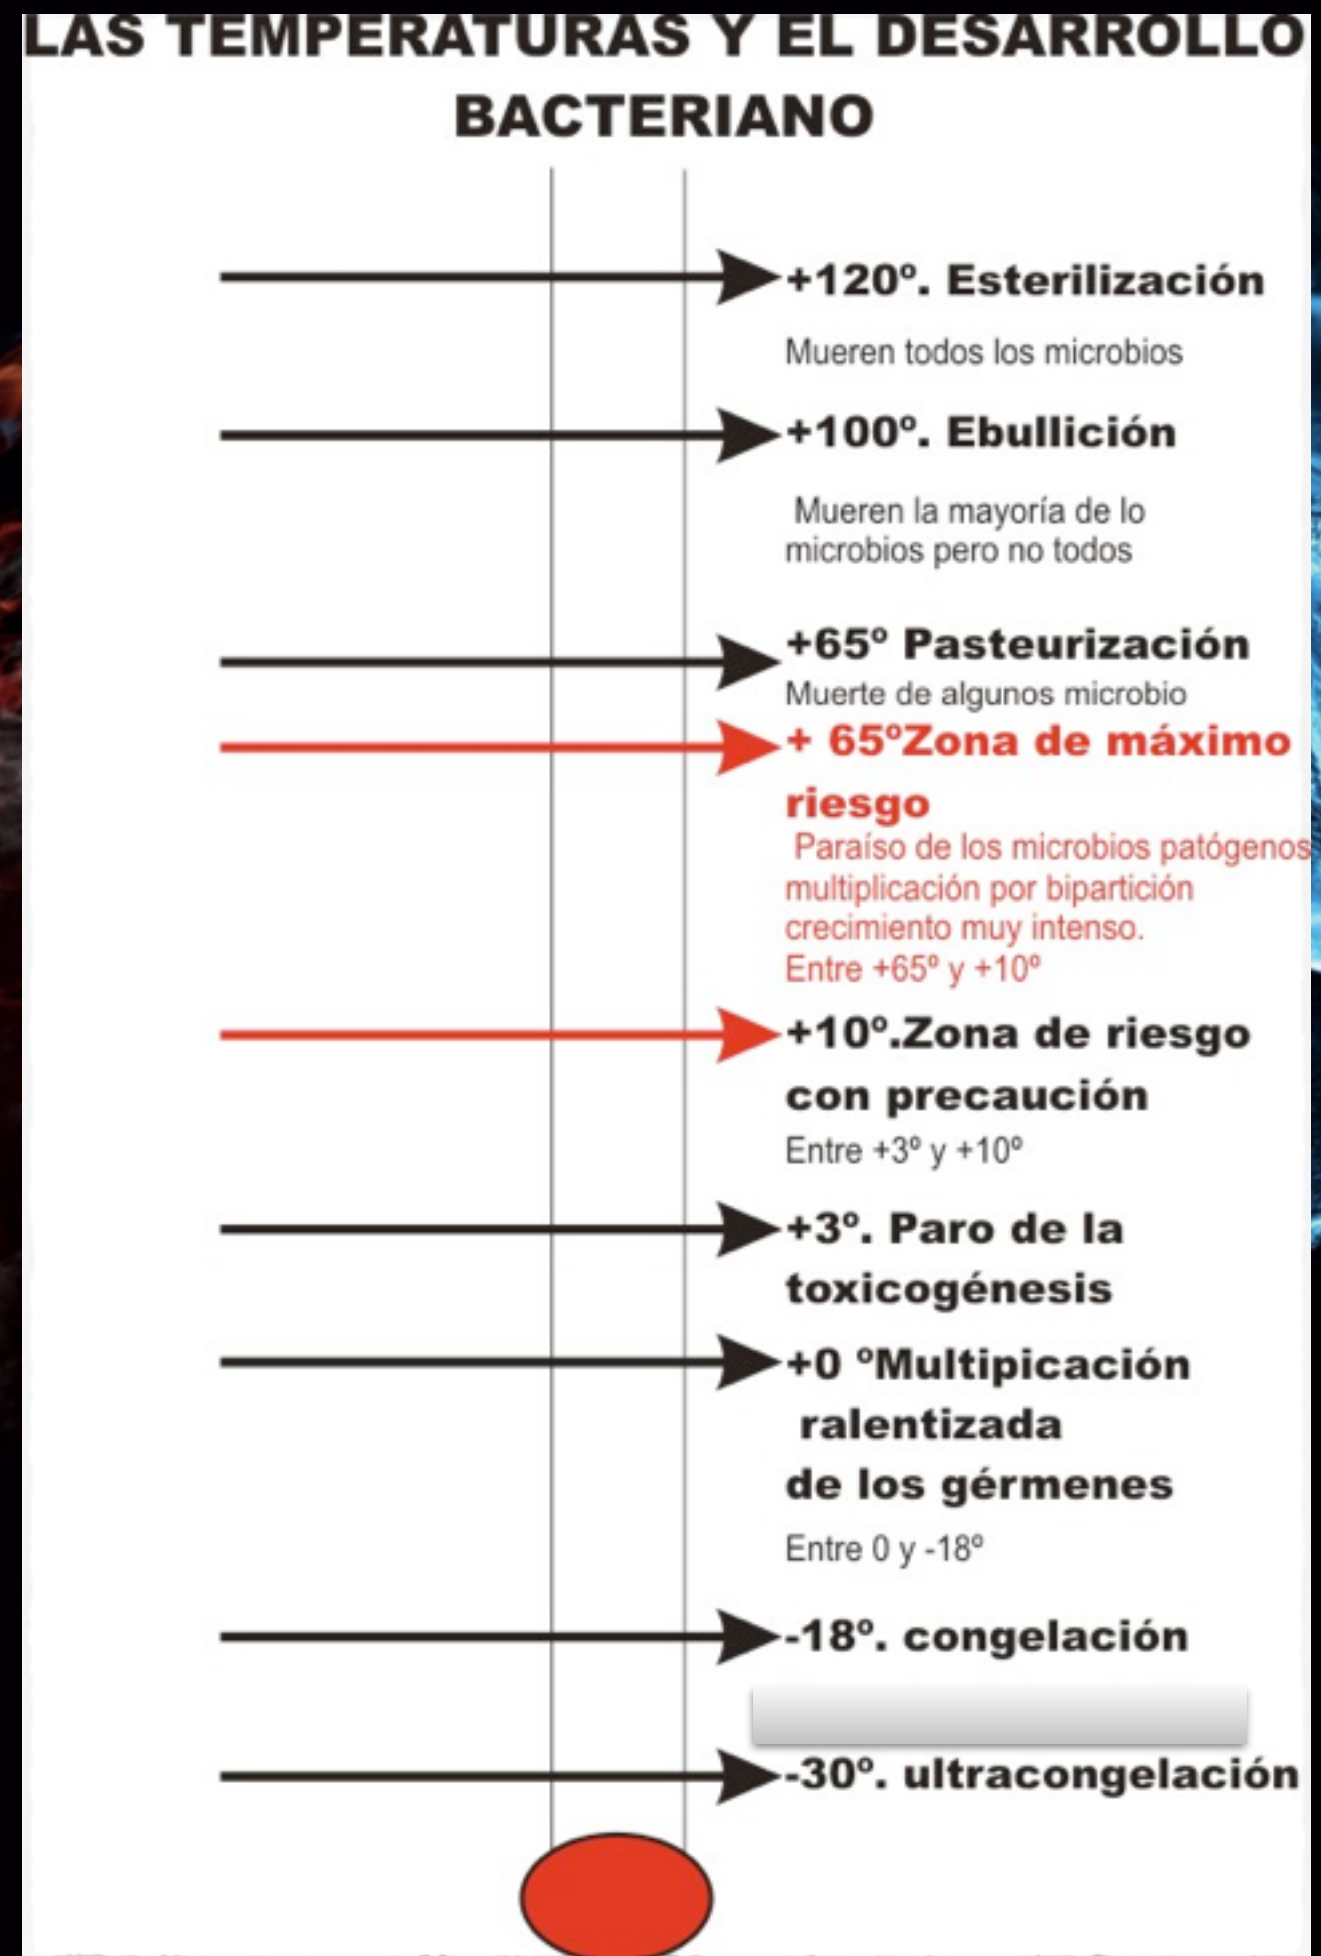 LAS TEMPERATURAS Y EL DESARROLLO
BACTERIANO
+120º. Esterilización
Mueren todos los microbios
+100º. Ebullición
Mueren la mayoría de lo
microbios pero no todos
+65º Pasteurización
Muerte de algunos microbio
+ 65ºZona de máximo
riesgo
Paraíso de los microbios patógenos
multiplicación por bipartición
crecimiento muy intenso.
Entre +65º y +10º
+10º.Zona de riesgo
con precaución
Entre +3º y +10º
+3º. Paro de la
toxicogénesis
+0 ºMultipicación
ralentizada
de los gérmenes
Entre 0 y -18º
-18º. congelación
-30º. ultracongelación